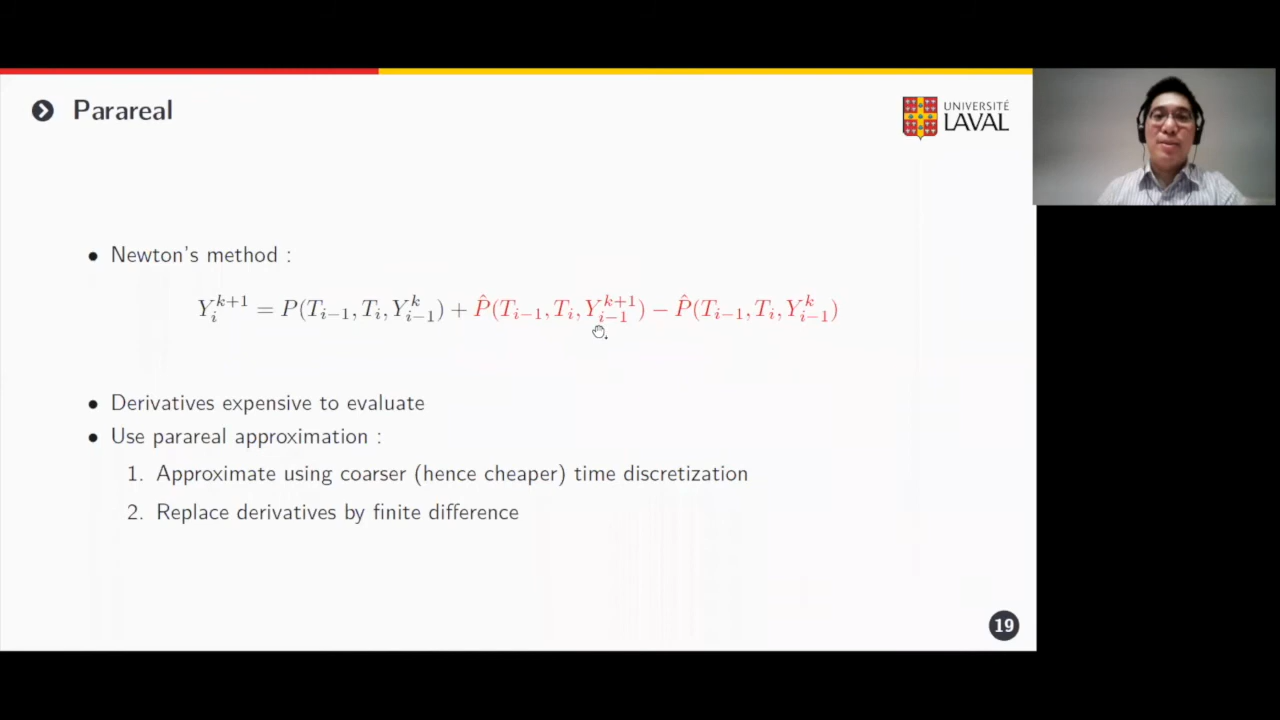 Parareal
UNIVERSITÉ
LAVAL
• Newton's method :
Y_i^{k+1} = P(T_{i−1}, T_i, Y_{i−1}^k) + P̂(T_{i−1}, T_i, Y_{i−1}^{k+1}) − P̂(T_{i−1}, T_i, Y_{i−1}^k)
• Derivatives expensive to evaluate
• Use parareal approximation :
1. Approximate using coarser (hence cheaper) time discretization
2. Replace derivatives by finite difference
19